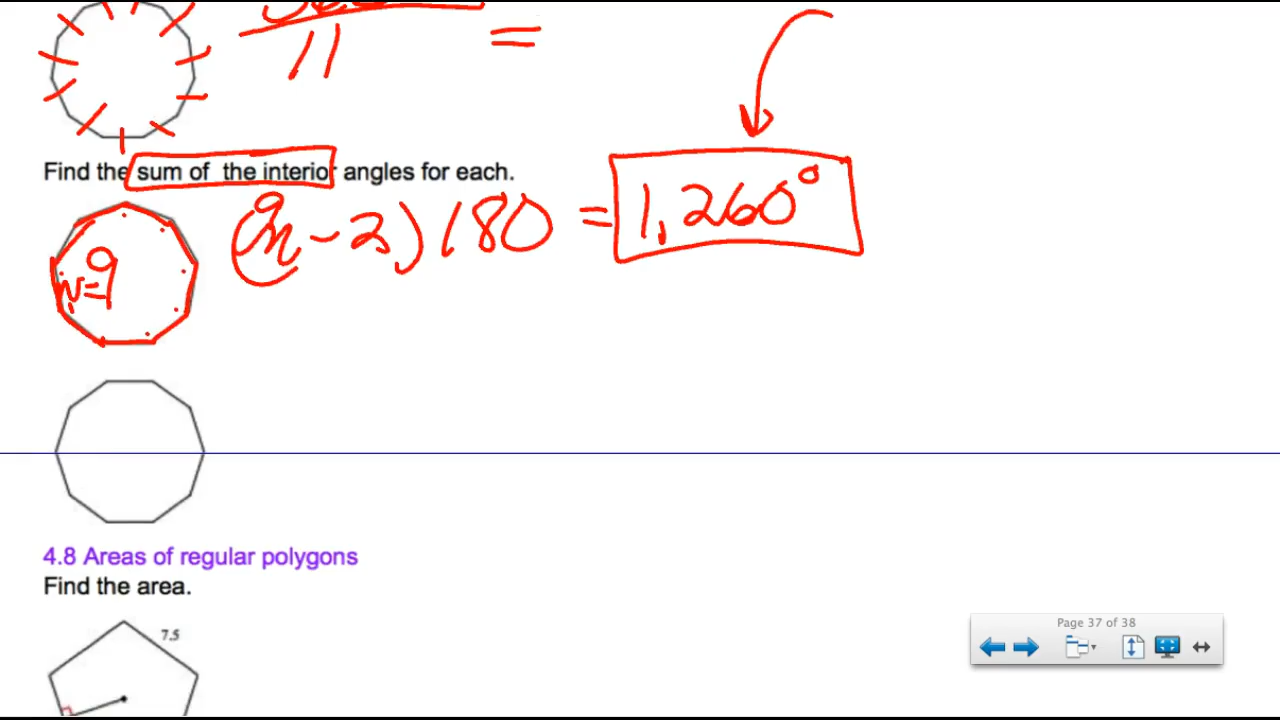 11 =
Find the sum of the interior angles for each.
(n - 2) 180 = 1,260°
9
n=9
4.8 Areas of regular polygons
Find the area.
Page 37 of 38
7.5